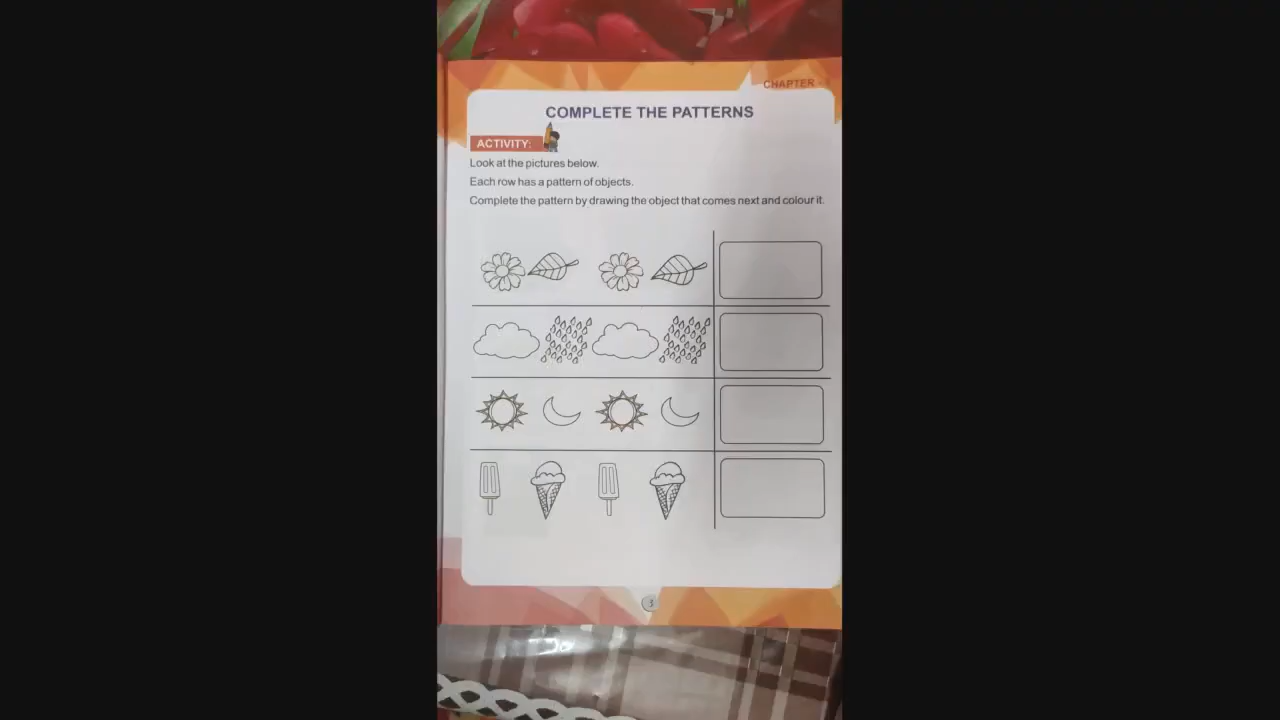 CHAPTER -
COMPLETE THE PATTERNS
ACTIVITY:
Look at the pictures below.
Each row has a pattern of objects.
Complete the pattern by drawing the object that comes next and colour it.
3